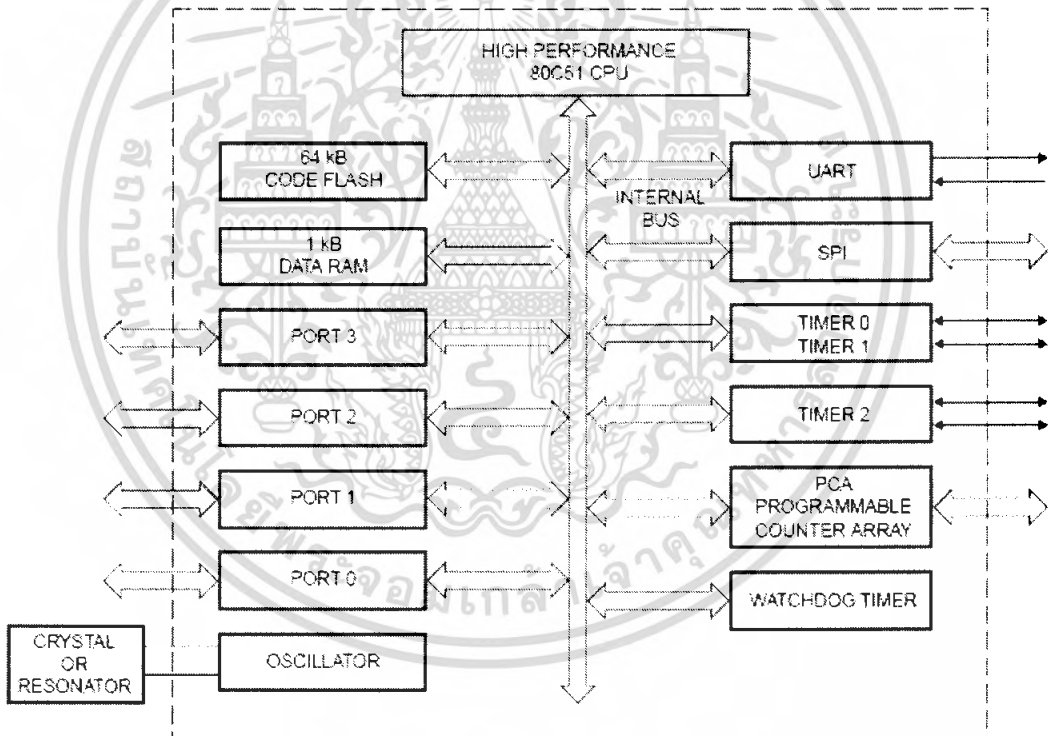 HIGH PERFORMANCE
80C51 CPU
64 kB
CODE FLASH
UART
INTERNAL
BUS
1 kB
DATA RAM
SPI
PORT 3
TIMER 0
TIMER 1
PORT 2
TIMER 2
PORT 1
PCA
PROGRAMMABLE
COUNTER ARRAY
PORT 0
WATCHDOG TIMER
CRYSTAL
OR
RESONATOR
OSCILLATOR